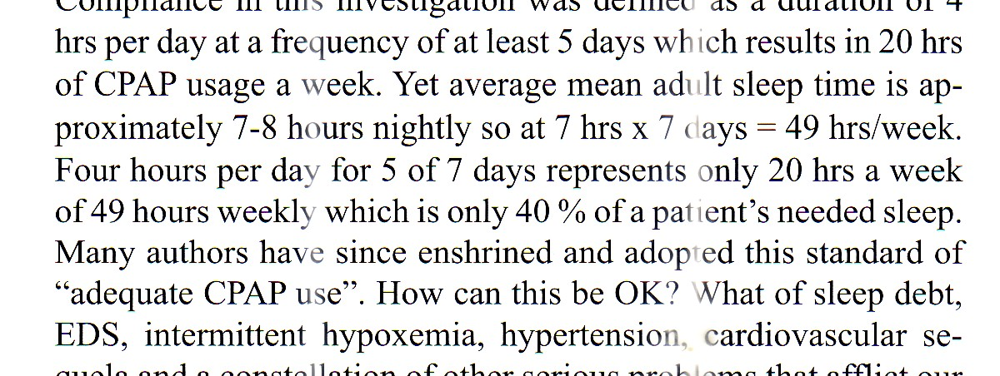 Compliance in this investigation was defined as a duration of 4
hrs per day at a frequency of at least 5 days which results in 20 hrs
of CPAP usage a week. Yet average mean adult sleep time is ap-
proximately 7-8 hours nightly so at 7 hrs x 7 days = 49 hrs/week.
Four hours per day for 5 of 7 days represents only 20 hrs a week
of 49 hours weekly which is only 40 % of a patient’s needed sleep.
Many authors have since enshrined and adopted this standard of
“adequate CPAP use”. How can this be OK? What of sleep debt,
EDS, intermittent hypoxemia, hypertension, cardiovascular se-
quela and a constellation of other serious problems that afflict our